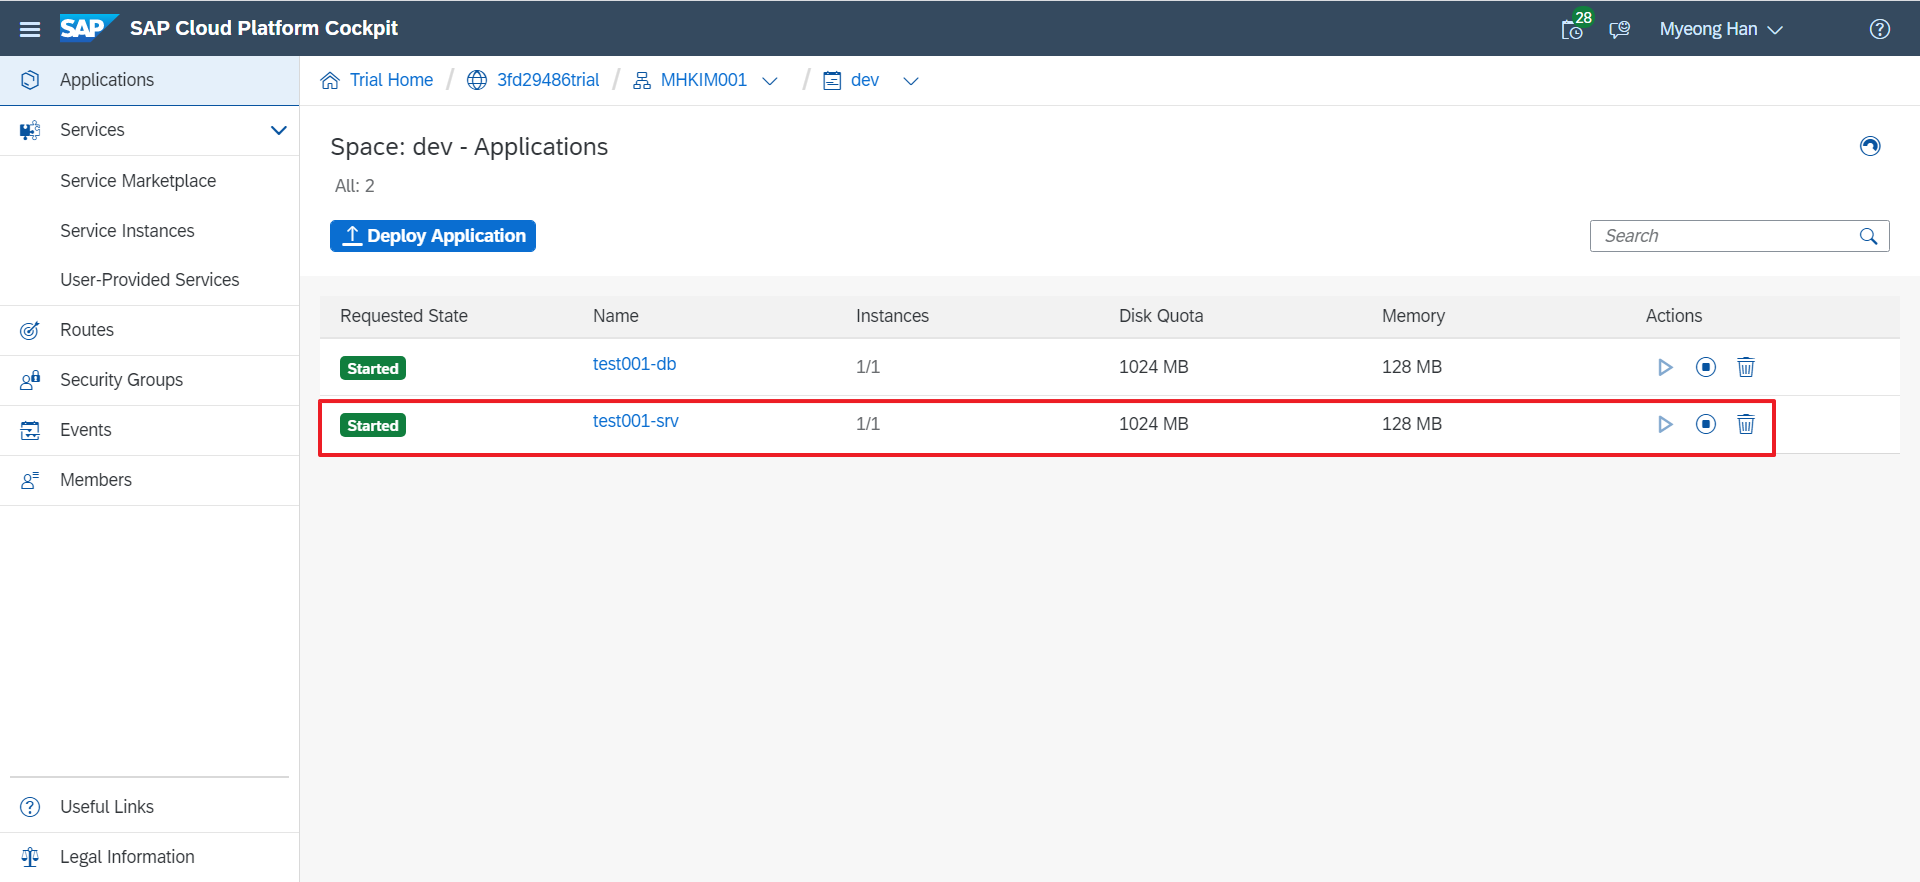 SAP SAP Cloud Platform Cockpit 28 Myeong Han
Applications
Services
Service Marketplace
Service Instances
User-Provided Services
Routes
Security Groups
Events
Members
Useful Links
Legal Information
Trial Home / 3fd29486trial / MHKIM001 / dev
Space: dev - Applications
All: 2
Deploy Application
Search
Requested State Name Instances Disk Quota Memory Actions
Started test001-db 1/1 1024 MB 128 MB
Started test001-srv 1/1 1024 MB 128 MB